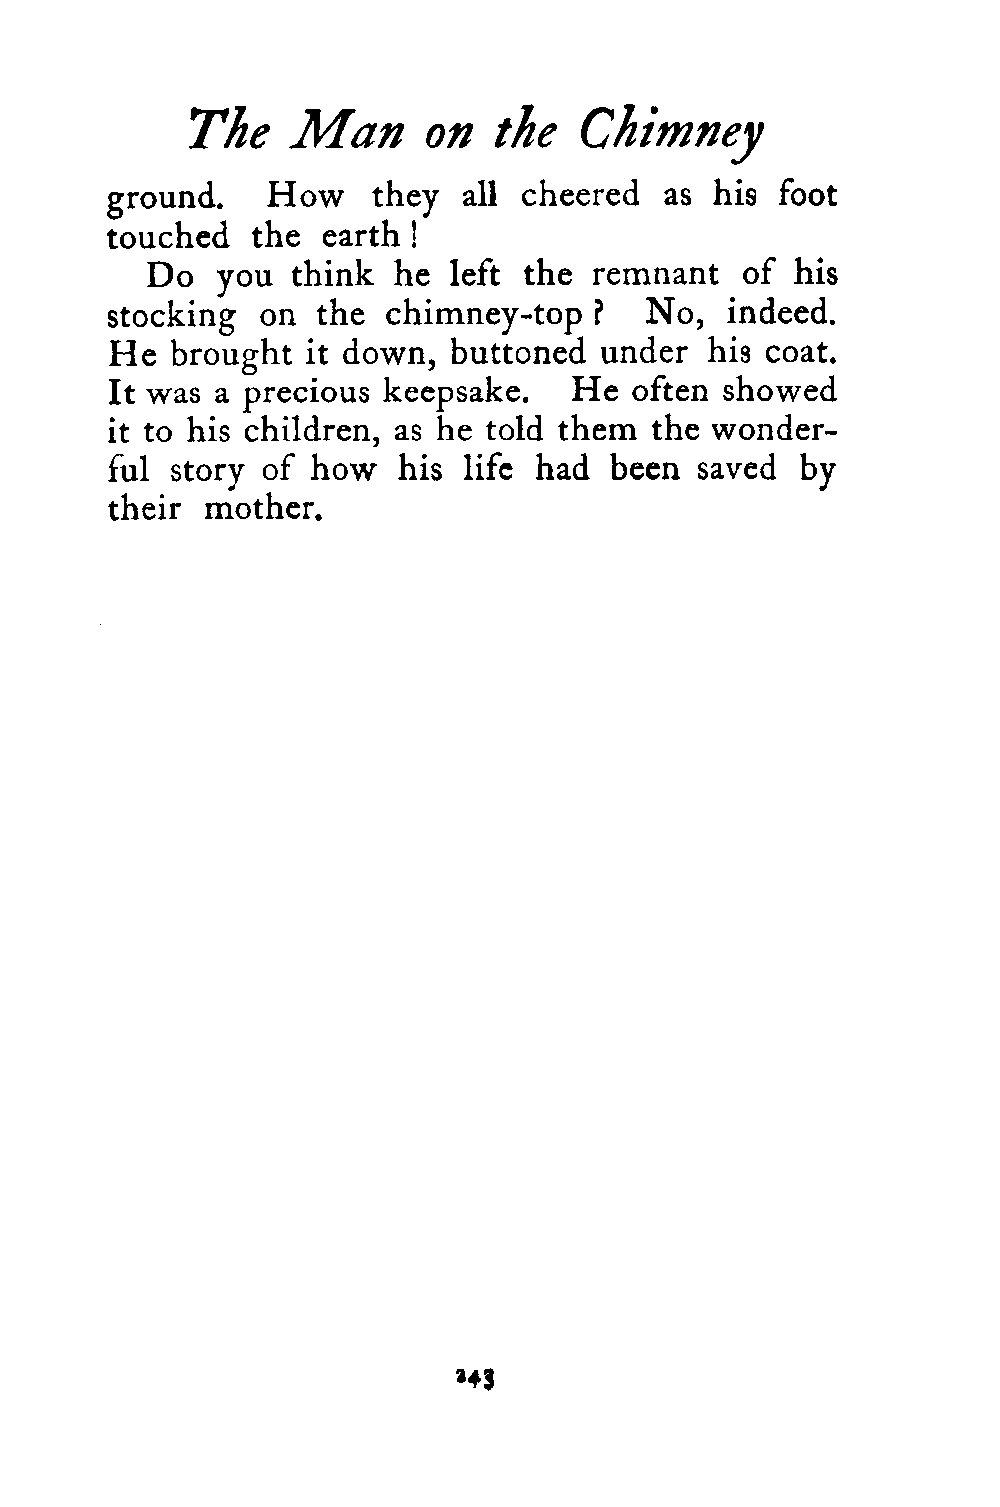 The Man on the Chimney
ground. How they all cheered as his foot
touched the earth!
Do you think he left the remnant of his
stocking on the chimney-top? No, indeed.
He brought it down, buttoned under his coat.
It was a precious keepsake. He often showed
it to his children, as he told them the wonder-
ful story of how his life had been saved by
their mother.
243